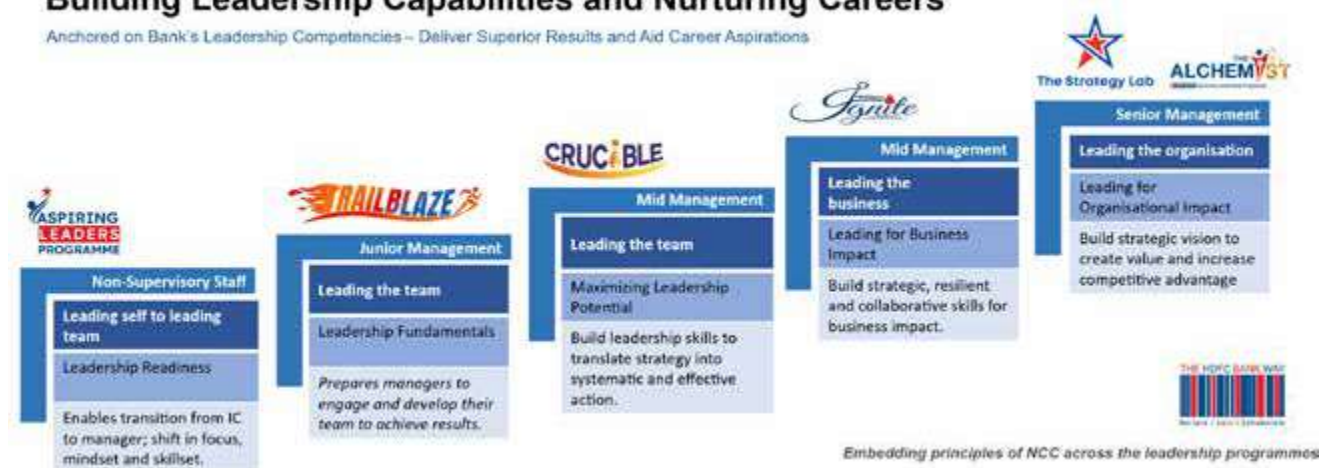 Building Leadership Capabilities and Nurturing Careers
Anchored on Bank's Leadership Competencies – Deliver Superior Results and Aid Career Aspirations
ASPIRING
LEADERS
PROGRAMME
Non-Supervisory Staff
Leading self to leading
team
Leadership Readiness
Enables transition from IC
to manager; shift in focus,
mindset and skillset.
TRAILBLAZE
Junior Management
Leading the team
Leadership Fundamentals
Prepares managers to
engage and develop their
team to achieve results.
CRUCiBLE
Mid Management
Leading the team
Maximizing Leadership
Potential
Build leadership skills to
translate strategy into
systematic and effective
action.
Ignite
Mid Management
Leading the
business
Leading for Business
Impact
Build strategic, resilient
and collaborative skills for
business impact.
The Strategy Lab
THE
ALCHEMYST
Senior Management
Leading the organisation
Leading for
Organisational Impact
Build strategic vision to
create value and increase
competitive advantage
THE HDFC BANK WAY
Embedding principles of NCC across the leadership programmes